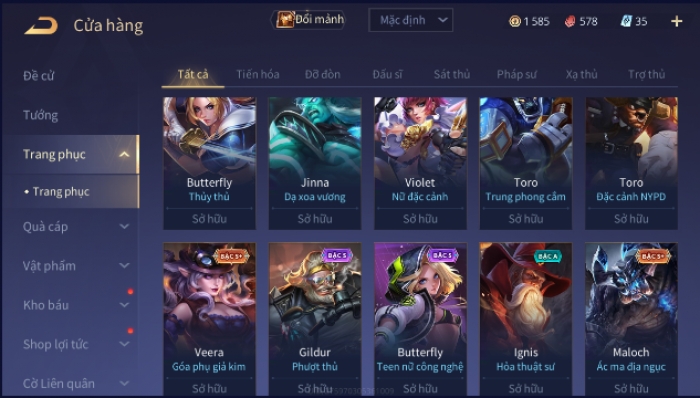 Cửa hàng
Đổi mảnh
Mặc định
1 585
578
35
Đề cử
Tướng
Trang phục
Trang phục
Quà cáp
Vật phẩm
Kho báu
Shop lợi tức
Cờ Liên quân
Tất cả
Tiến hóa
Đỡ đòn
Đấu sĩ
Sát thủ
Pháp sư
Xạ thủ
Trợ thủ
Butterfly
Thủy thủ
Sở hữu
Jinna
Dạ xoa vương
Sở hữu
Violet
Nữ đặc cảnh
Sở hữu
Toro
Trung phong cắm
Sở hữu
Toro
Đặc cảnh NYPD
Sở hữu
BẬC S+
Veera
Góa phụ giả kim
Sở hữu
BẬC S
Gildur
Phượt thủ
Sở hữu
BẬC S
Butterfly
Teen nữ công nghệ
Sở hữu
BẬC A
Ignis
Hỏa thuật sư
Sở hữu
BẬC S+
Maloch
Ác ma địa ngục
Sở hữu